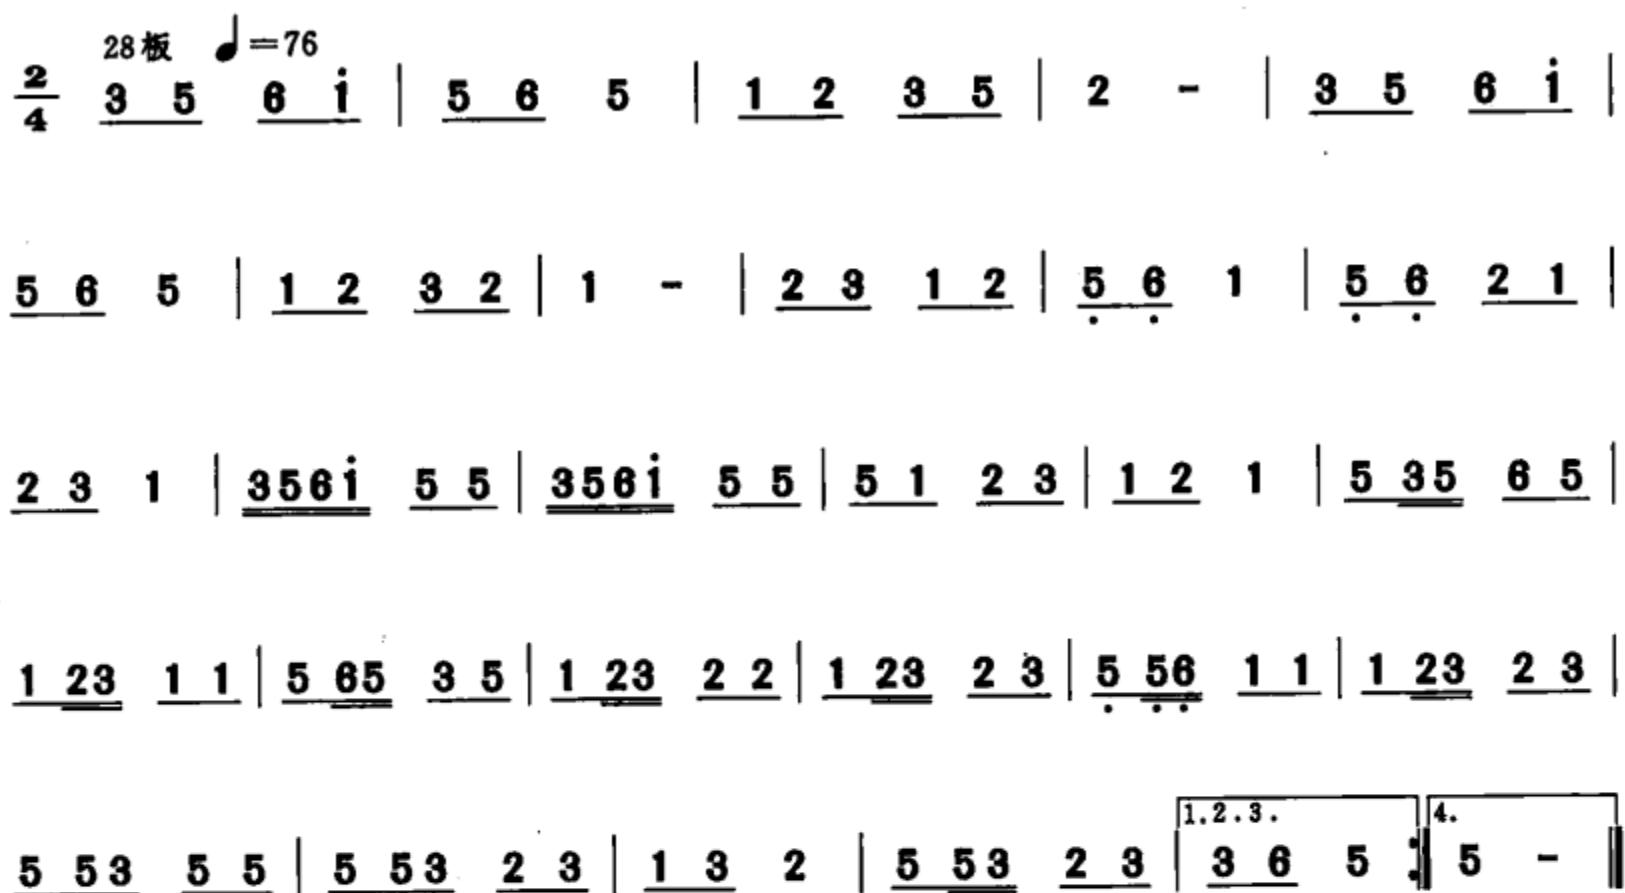 28板 ♩=76
2/4 3 5 6 i̇ | 5 6 5 | 1 2 3 5 | 2 - | 3 5 6 i̇ |
5 6 5 | 1 2 3 2 | 1 - | 2 3 1 2 | 5̣ 6̣ 1 | 5̣ 6̣ 2 1 |
2 3 1 | 356i̇ 5 5 | 356i̇ 5 5 | 5 1 2 3 | 1 2 1 | 5 35 6 5 |
1 23 1 1 | 5 65 3 5 | 1 23 2 2 | 1 23 2 3 | 5̣ 5̣6̣ 1 1 | 1 23 2 3 |
1.2.3. 4.
5 53 5 5 | 5 53 2 3 | 1 3 2 | 5 53 2 3 | 3 6 5 :‖ 5 - ‖